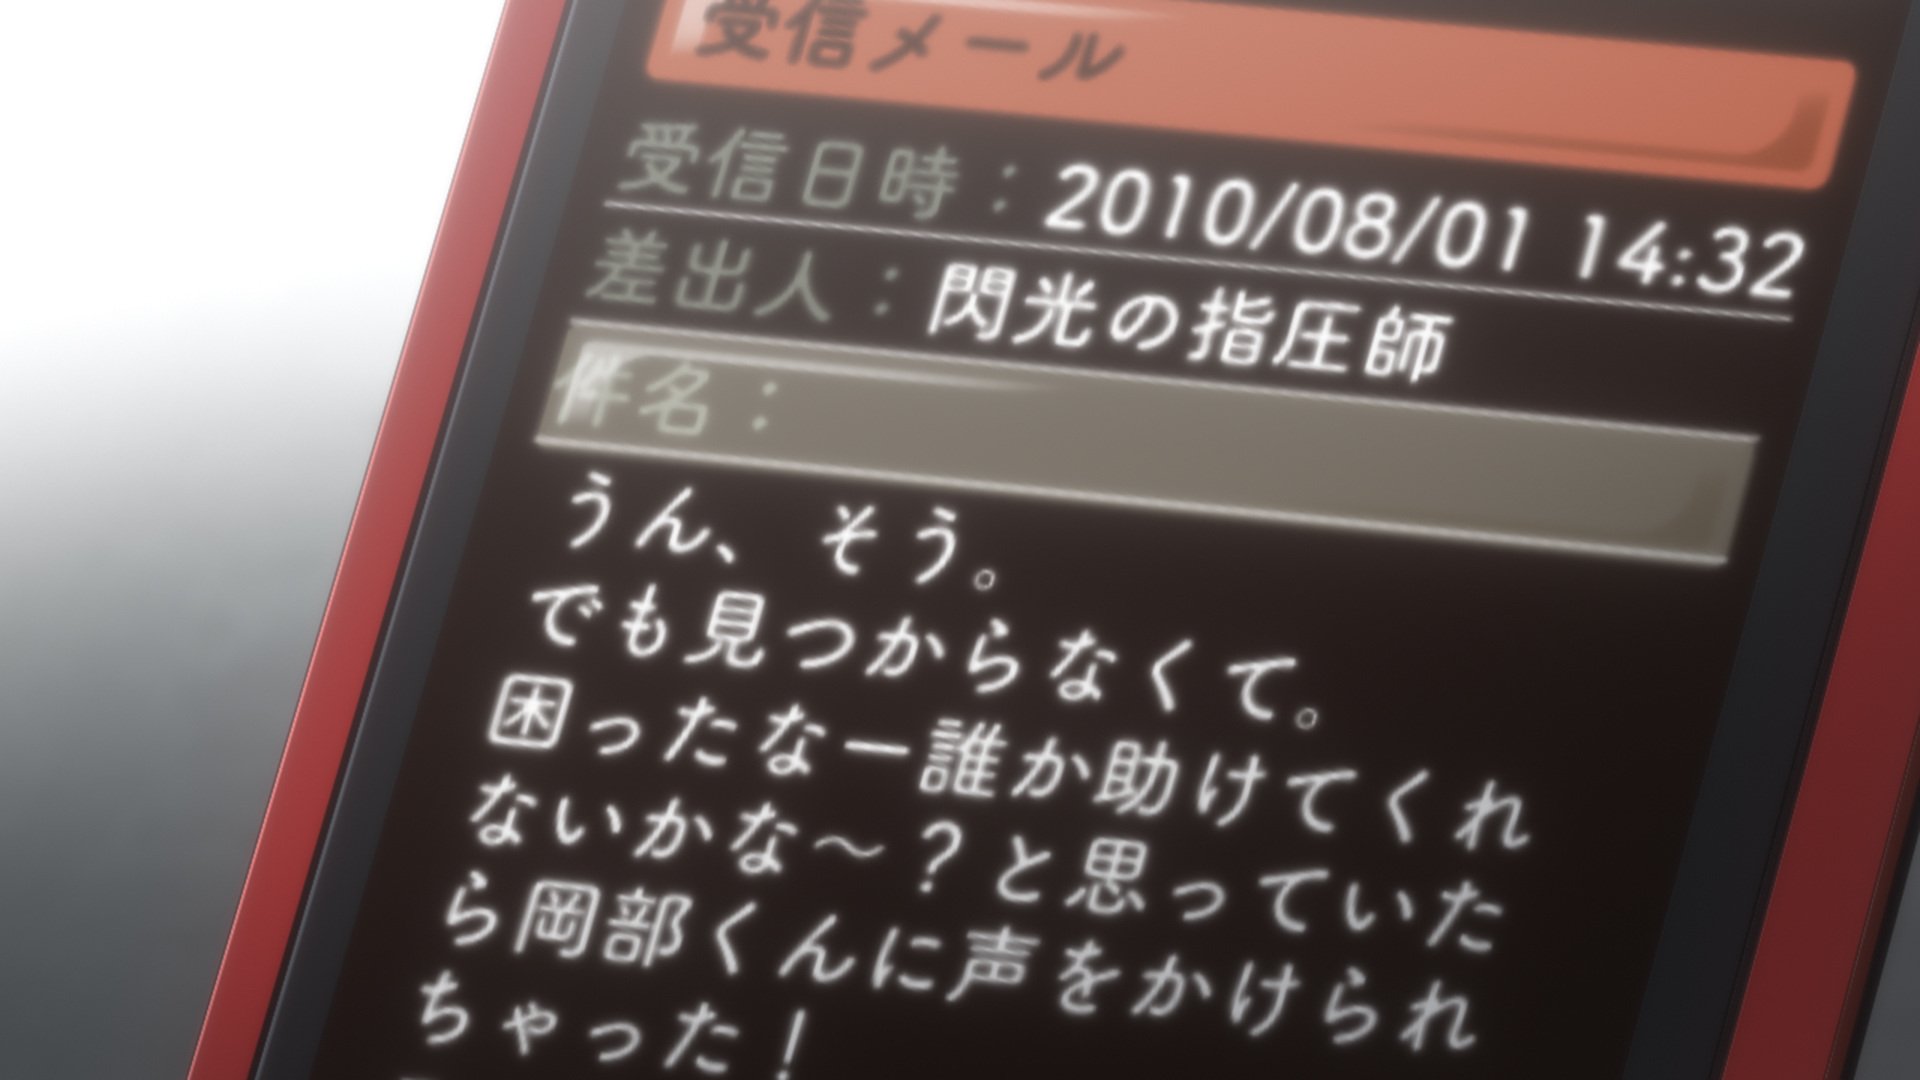 受信メール
受信日時：2010/08/01 14:32
差出人：閃光の指圧師
件名：
うん、そう。
でも見つからなくて。
困ったなー誰か助けてくれ
ないかな～？と思っていた
ら岡部くんに声をかけられ
ちゃった！